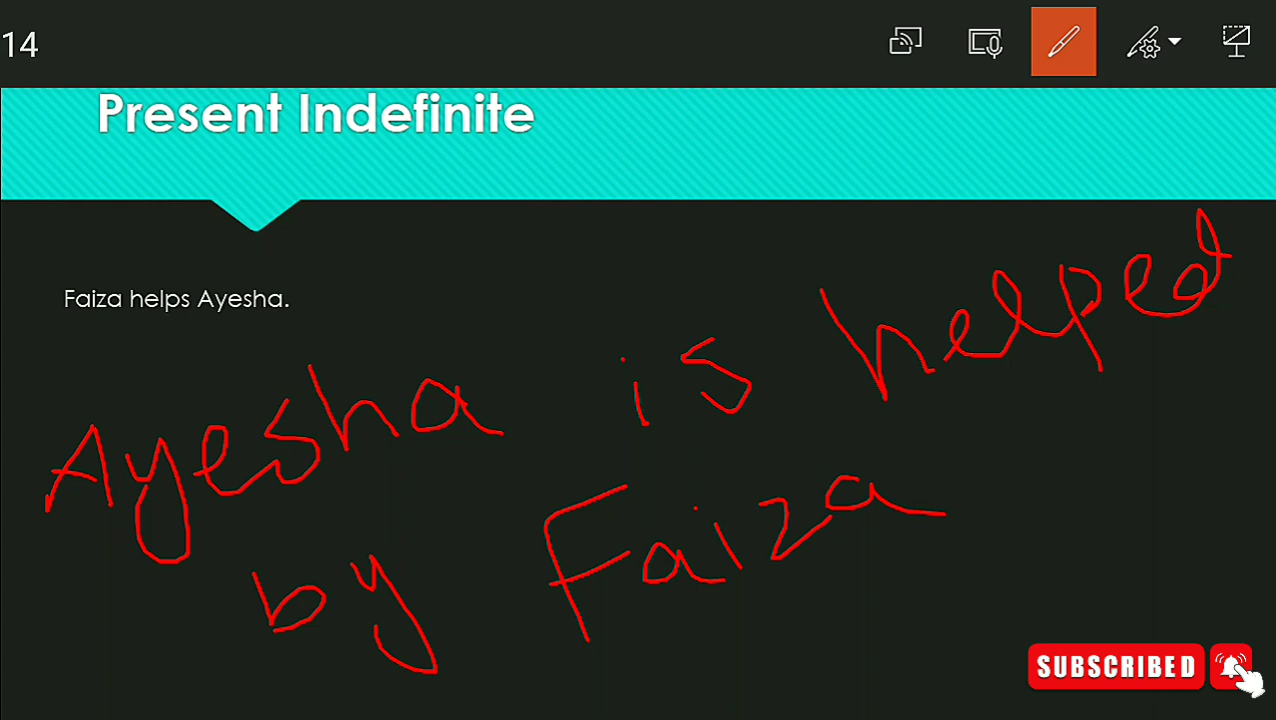 14
Present Indefinite
Faiza helps Ayesha.
Ayesha is helped
by Faiza
SUBSCRIBED